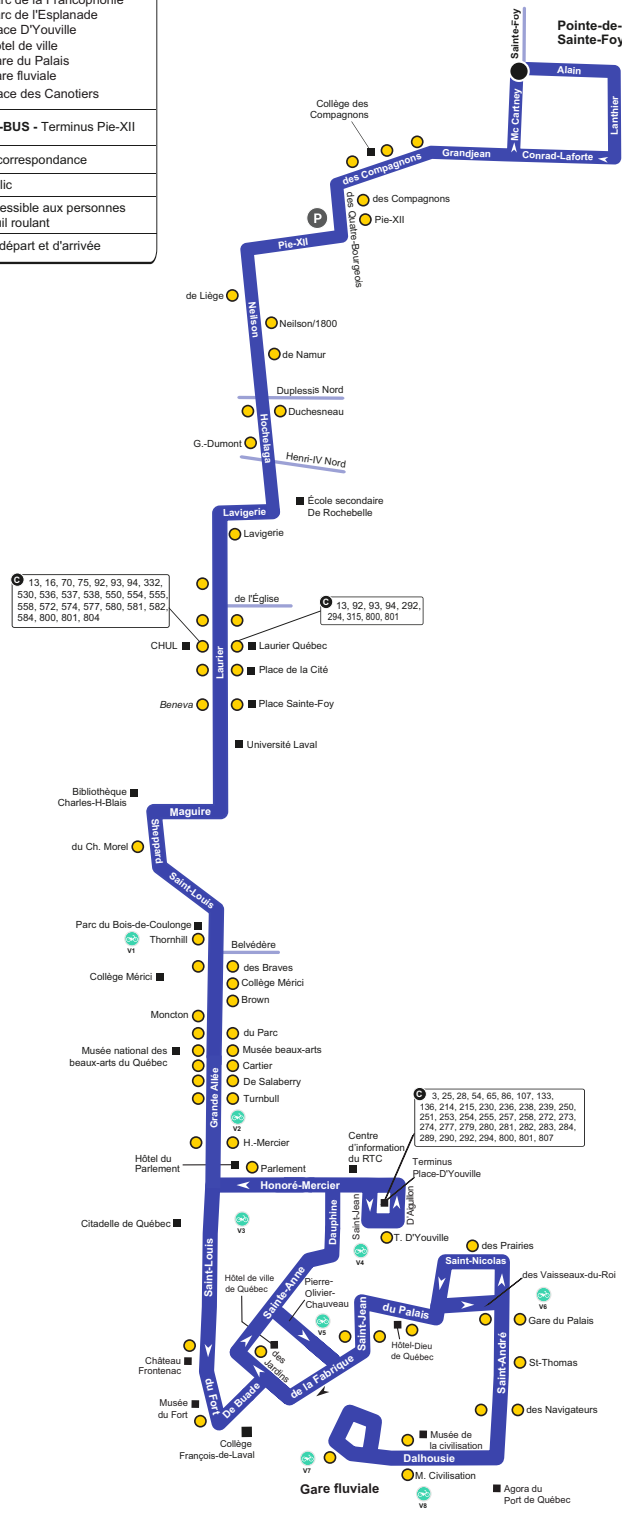 arc de la Francophonie
arc de l'Esplanade
ace D'Youville
ôtel de ville
are du Palais
are fluviale
ace des Canotiers
-BUS - Terminus Pie-XII
correspondance
lic
essible aux personnes
uil roulant
départ et d'arrivée
Sainte-Foy
Pointe-de-
Sainte-Foy
Alain
Lanthier
Mc Cartney
Conrad-Laforte
Grandjean
Collège des
Compagnons
des Compagnons
des Compagnons
Pie-XII
des Quatre-Bourgeois
P
Pie-XII
de Liège
Neilson
Neilson/1800
de Namur
Duplessis Nord
Duchesneau
Hochelaga
G.-Dumont
Henri-IV Nord
École secondaire
De Rochebelle
Lavigerie
Lavigerie
C 13, 16, 70, 75, 92, 93, 94, 332,
530, 536, 537, 538, 550, 554, 555,
558, 572, 574, 577, 580, 581, 582,
584, 800, 801, 804
de l'Église
C 13, 92, 93, 94, 292,
294, 315, 800, 801
CHUL
Laurier
Laurier Québec
Place de la Cité
Beneva
Place Sainte-Foy
Université Laval
Bibliothèque
Charles-H-Blais
Maguire
Sheppard
du Ch. Morel
Saint-Louis
Parc du Bois-de-Coulonge
V1
Thornhill
Belvédère
des Braves
Collège Mérici
Collège Mérici
Brown
Moncton
du Parc
Musée national des
beaux-arts du Québec
Musée beaux-arts
Cartier
De Salaberry
Turnbull
Grande Allée
V2
H.-Mercier
Hôtel du
Parlement
Parlement
Centre
d'information
du RTC
C 3, 25, 28, 54, 65, 86, 107, 133,
136, 214, 215, 230, 236, 238, 239, 250,
251, 253, 254, 255, 257, 258, 272, 273,
274, 277, 279, 280, 281, 282, 283, 284,
289, 290, 292, 294, 800, 801, 807
Terminus
Place-D'Youville
Honoré-Mercier
Dauphine
Saint-Jean
D'Aiguillon
T. D'Youville
Citadelle de Québec
V3
V4
Saint-Louis
Hôtel de ville
de Québec
Sainte-Anne
Pierre-
Olivier-
Chauveau
V5
Saint-Jean
du Palais
Saint-Nicolas
des Prairies
des Vaisseaux-du-Roi
V6
Gare du Palais
Hôtel-Dieu
de Québec
des
Jardins
de la Fabrique
Château
Frontenac
Saint-André
St-Thomas
du Fort
De Buade
Musée
du Fort
des Navigateurs
Collège
François-de-Laval
Musée de
la civilisation
V7
Dalhousie
Gare fluviale
M. Civilisation
V8
Agora du
Port de Québec